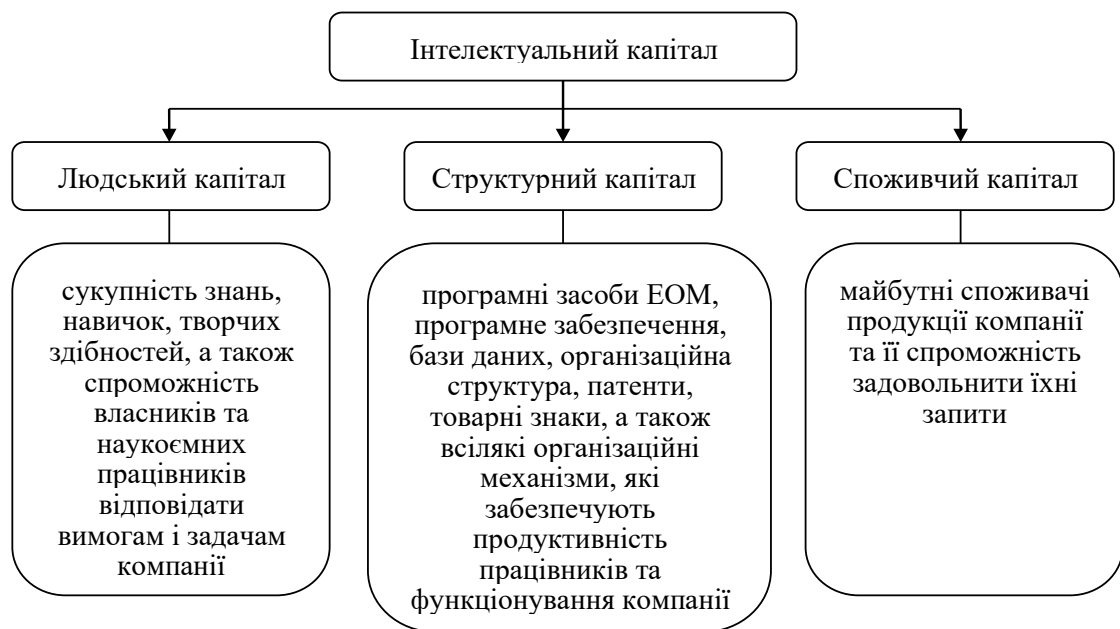 Інтелектуальний капітал
Людський капітал
Структурний капітал
Споживчий капітал
сукупність знань,
навичок, творчих
здібностей, а також
спроможність
власників та
наукоємних
працівників
відповідати
вимогам і задачам
компанії
програмні засоби ЕОМ,
програмне забезпечення,
бази даних, організаційна
структура, патенти,
товарні знаки, а також
всілякі організаційні
механізми, які
забезпечують
продуктивність
працівників та
функціонування компанії
майбутні споживачі
продукції компанії
та її спроможність
задовольнити їхні
запити